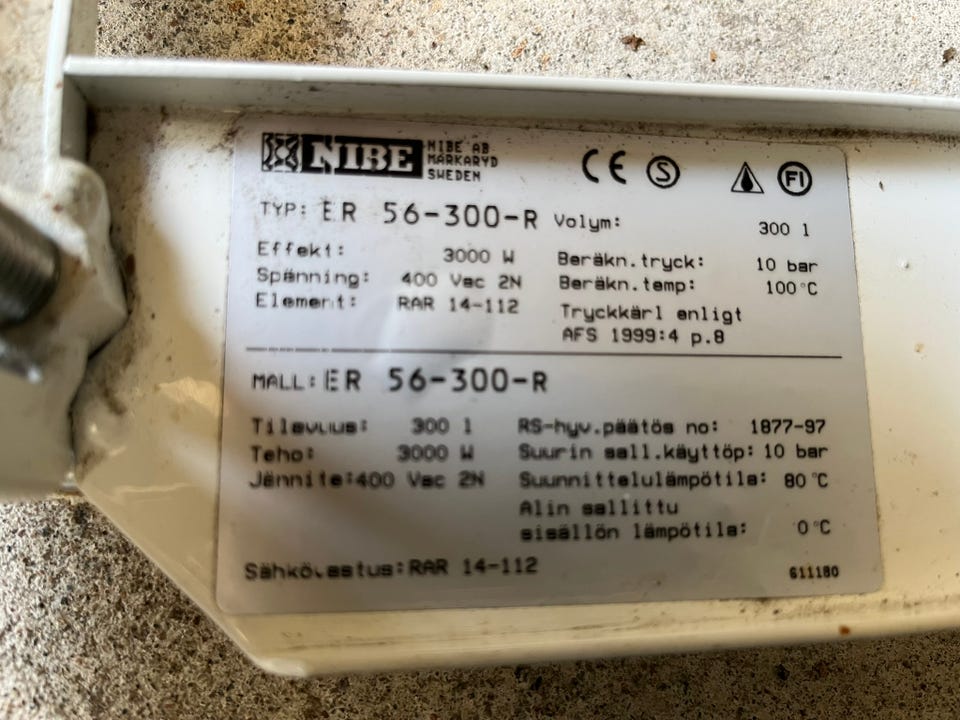 NIBE
NIBE AB
MARKARYD
SWEDEN
CE S FI
TYP: ER 56-300-R
Effekt: 3000 W
Spänning: 400 Vac 2N
Element: RAR 14-112
Volym: 300 l
Beräkn.tryck: 10 bar
Beräkn.temp: 100°C
Tryckkärl enligt
AFS 1999:4 p.8
MALL: ER 56-300-R
Tilavuus: 300 l
Teho: 3000 W
Jännite: 400 Vac 2N
RS-hyv.päätös no: 1877-97
Suurin sall.käyttöp: 10 bar
Suunnittelulämpötila: 80°C
Alin sallittu
sisällön lämpötila: 0°C
Sähkövastus: RAR 14-112
611180